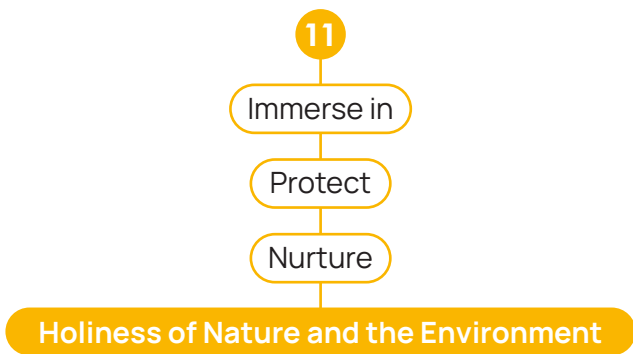 11
Immerse in
Protect
Nurture
Holiness of Nature and the Environment